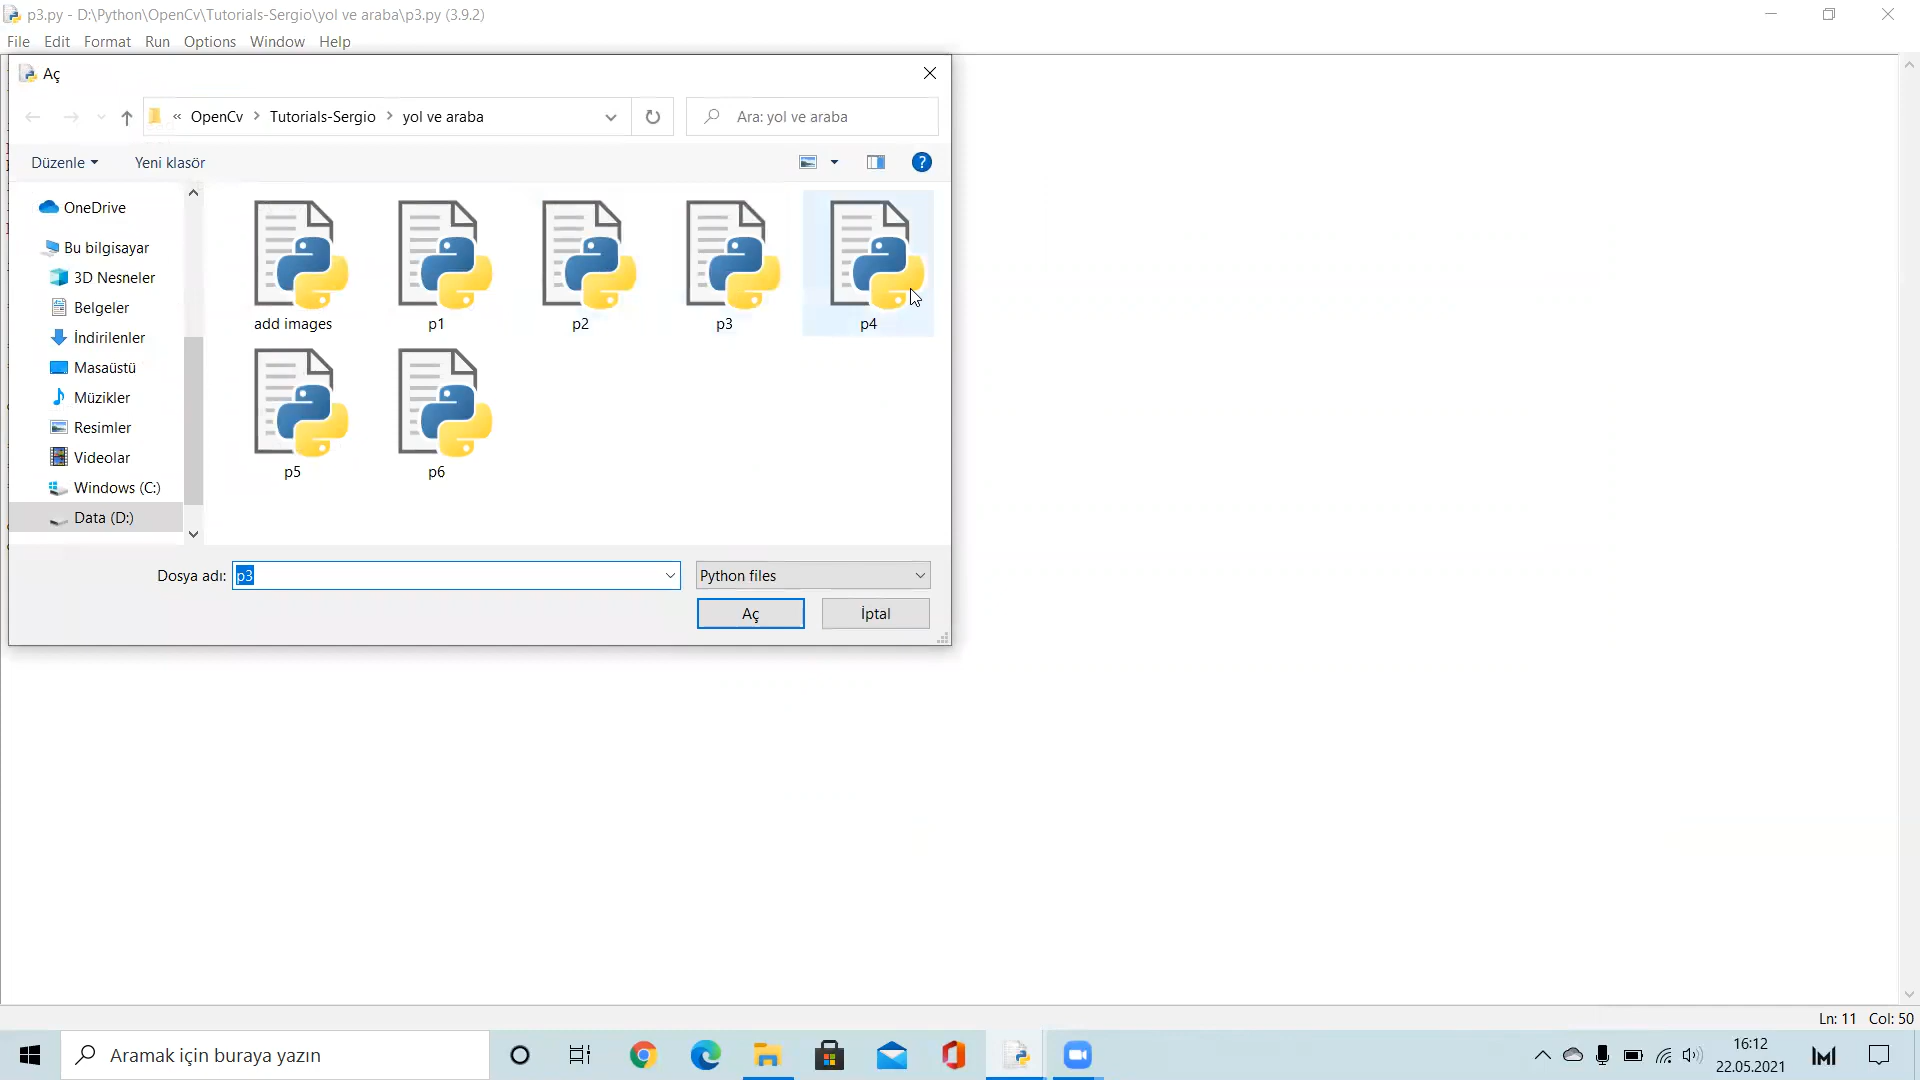 p3.py - D:\Python\OpenCv\Tutorials-Sergio\yol ve araba\p3.py (3.9.2)
File Edit Format Run Options Window Help
Aç
« OpenCv > Tutorials-Sergio > yol ve araba
Ara: yol ve araba
Düzenle
Yeni klasör
OneDrive
Bu bilgisayar
3D Nesneler
Belgeler
İndirilenler
Masaüstü
Müzikler
Resimler
Videolar
Windows (C:)
Data (D:)
add images
p1
p2
p3
p4
p5
p6
Dosya adı: p3
Python files
Aç
İptal
Ln: 11 Col: 50
Aramak için buraya yazın
16:12
22.05.2021